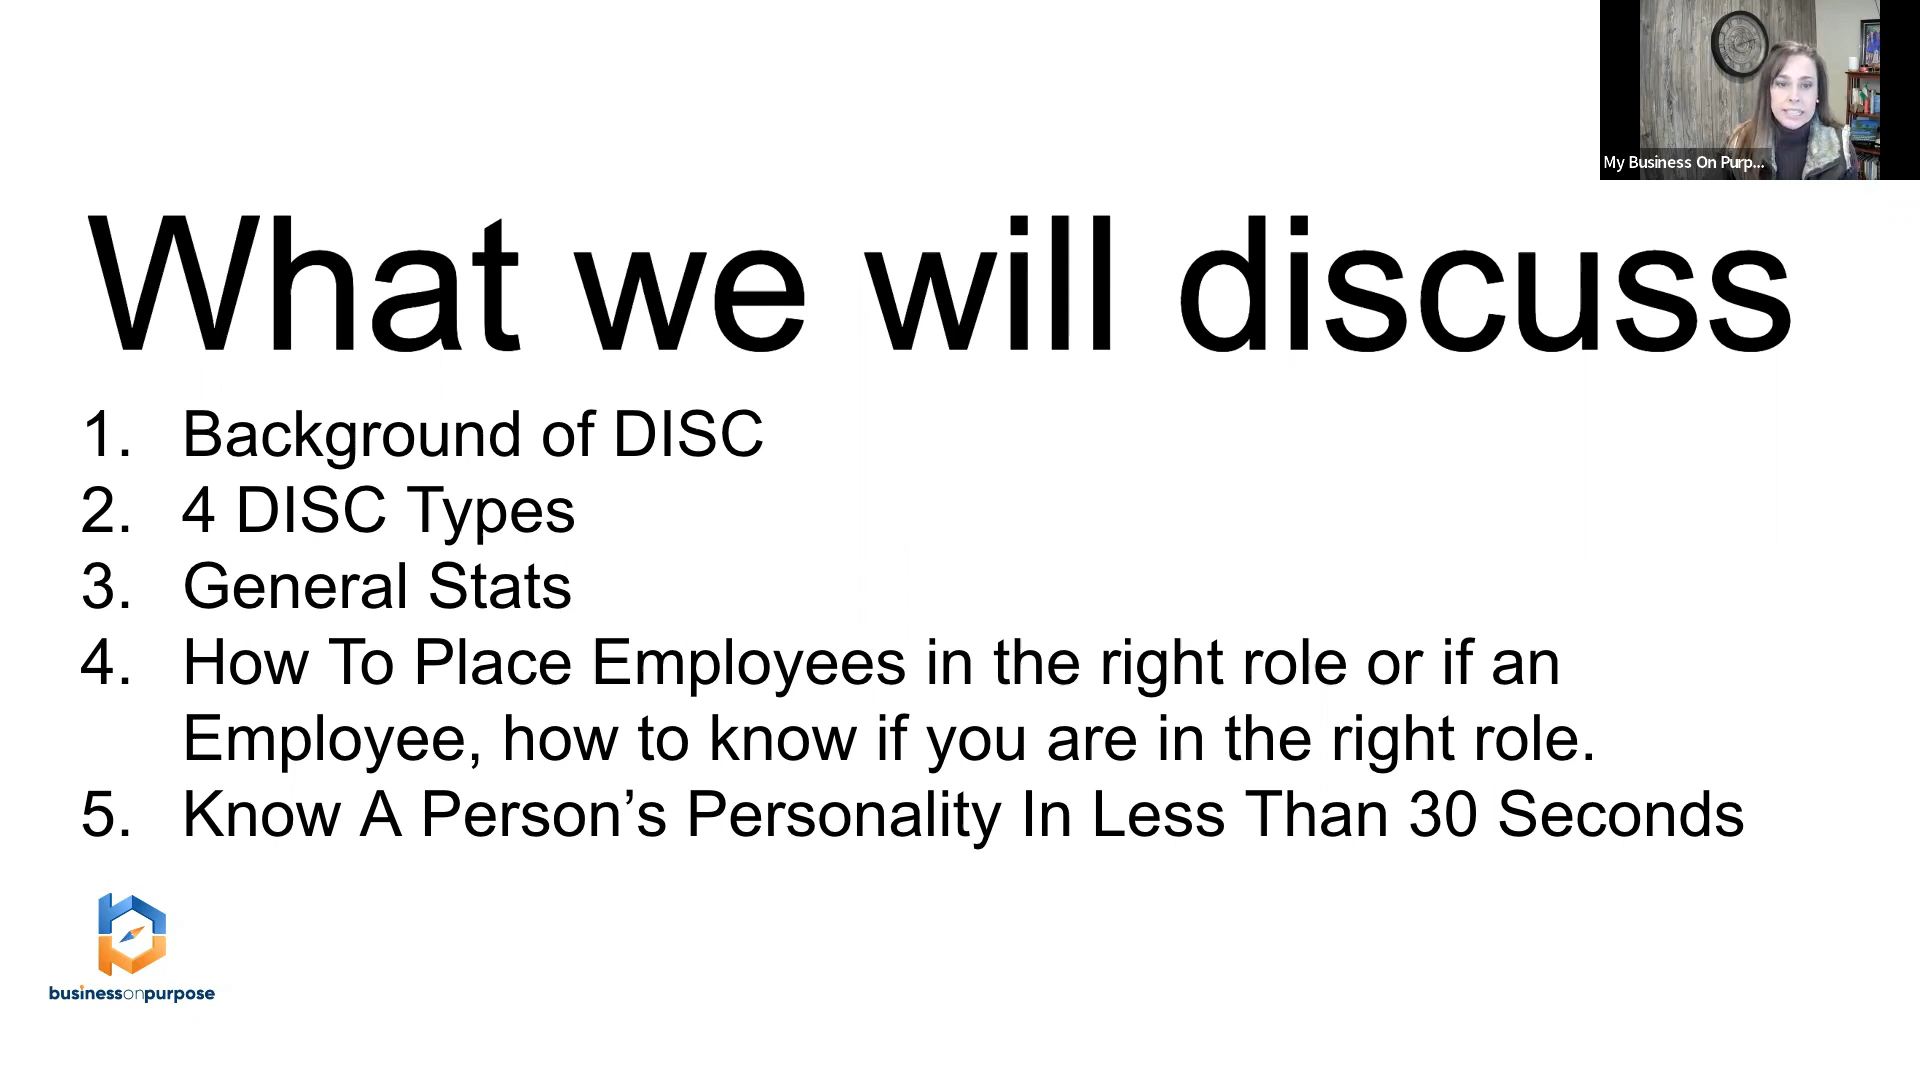 My Business On Purp...
What we will discuss
1. Background of DISC
2. 4 DISC Types
3. General Stats
4. How To Place Employees in the right role or if an
Employee, how to know if you are in the right role.
5. Know A Person’s Personality In Less Than 30 Seconds
businessonpurpose